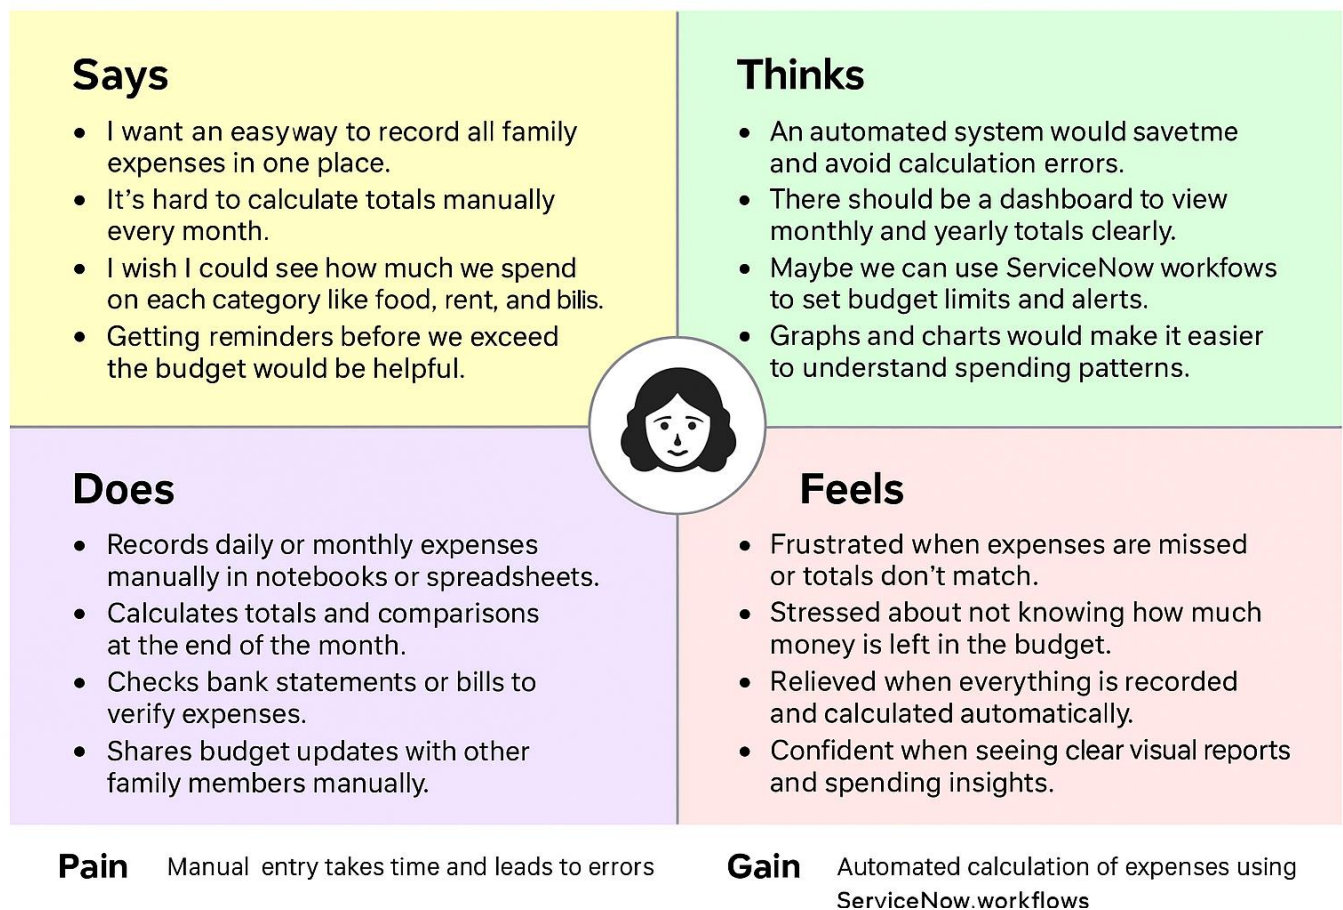 Says
• I want an easyway to record all family
expenses in one place.
• It's hard to calculate totals manually
every month.
• I wish I could see how much we spend
on each category like food, rent, and bilis.
• Getting reminders before we exceed
the budget would be helpful.
Thinks
• An automated system would savetme
and avoid calculation errors.
• There should be a dashboard to view
monthly and yearly totals clearly.
• Maybe we can use ServiceNow workfows
to set budget limits and alerts.
• Graphs and charts would make it easier
to understand spending patterns.
Does
• Records daily or monthly expenses
manually in notebooks or spreadsheets.
• Calculates totals and comparisons
at the end of the month.
• Checks bank statements or bills to
verify expenses.
• Shares budget updates with other
family members manually.
Feels
• Frustrated when expenses are missed
or totals don't match.
• Stressed about not knowing how much
money is left in the budget.
• Relieved when everything is recorded
and calculated automatically.
• Confident when seeing clear visual reports
and spending insights.
Pain Manual entry takes time and leads to errors
Gain Automated calculation of expenses using
ServiceNow.workflows